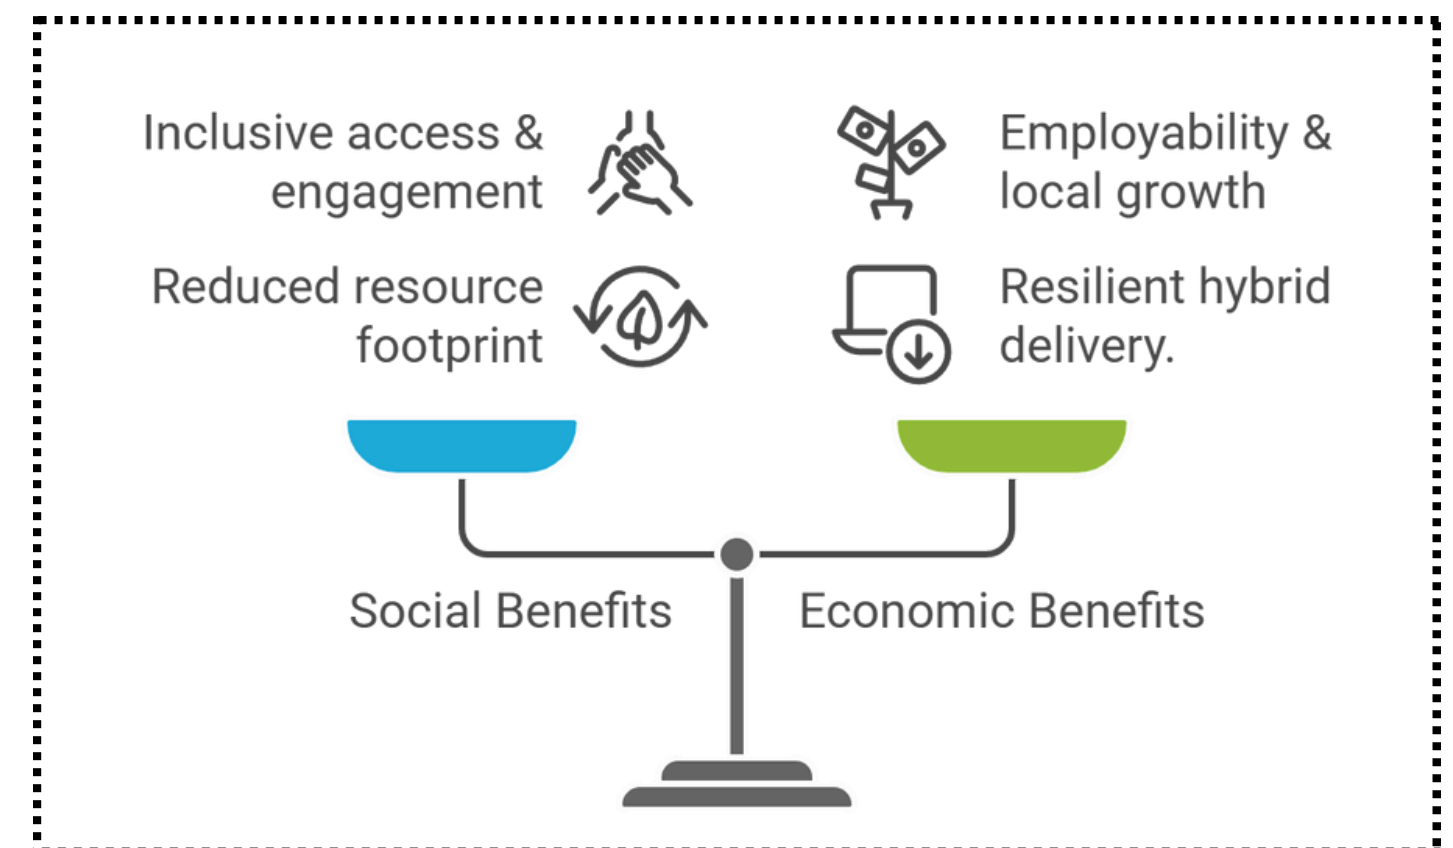 Inclusive access &
engagement
Reduced resource
footprint
Employability &
local growth
Resilient hybrid
delivery.
Social Benefits
Economic Benefits